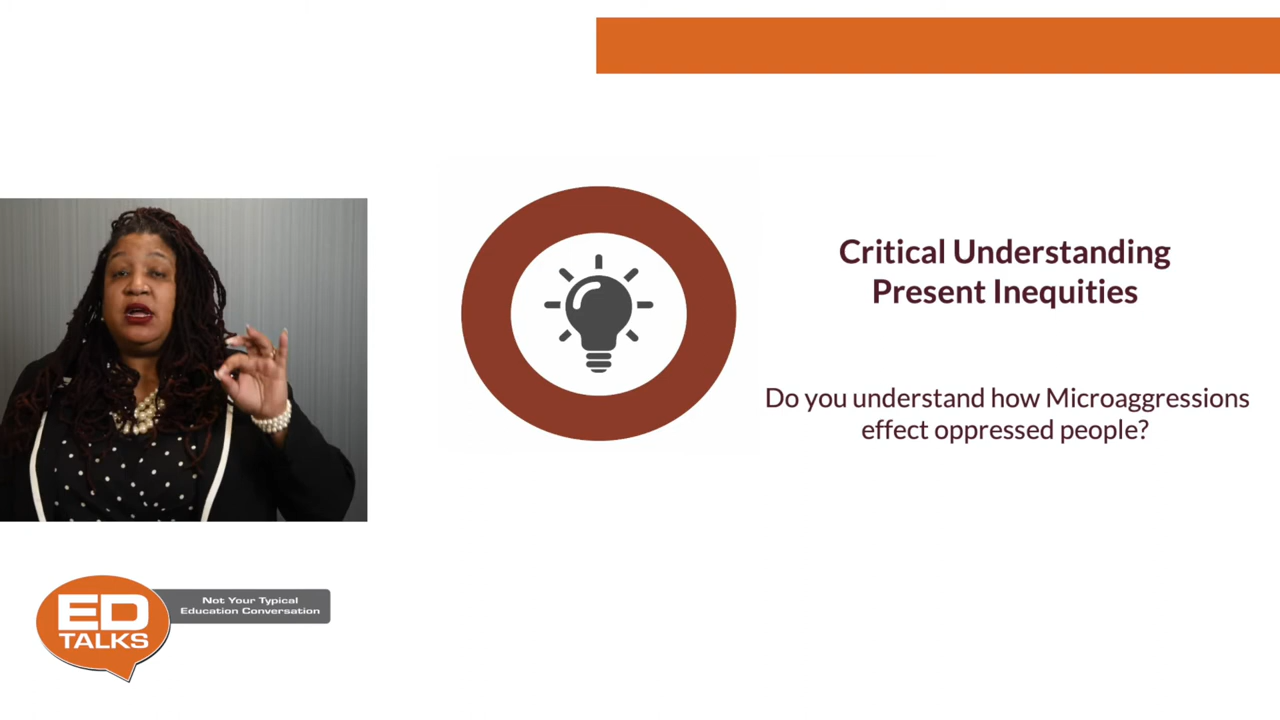 Critical Understanding
Present Inequities
Do you understand how Microaggressions
effect oppressed people?
ED
TALKS
Not Your Typical
Education Conversation